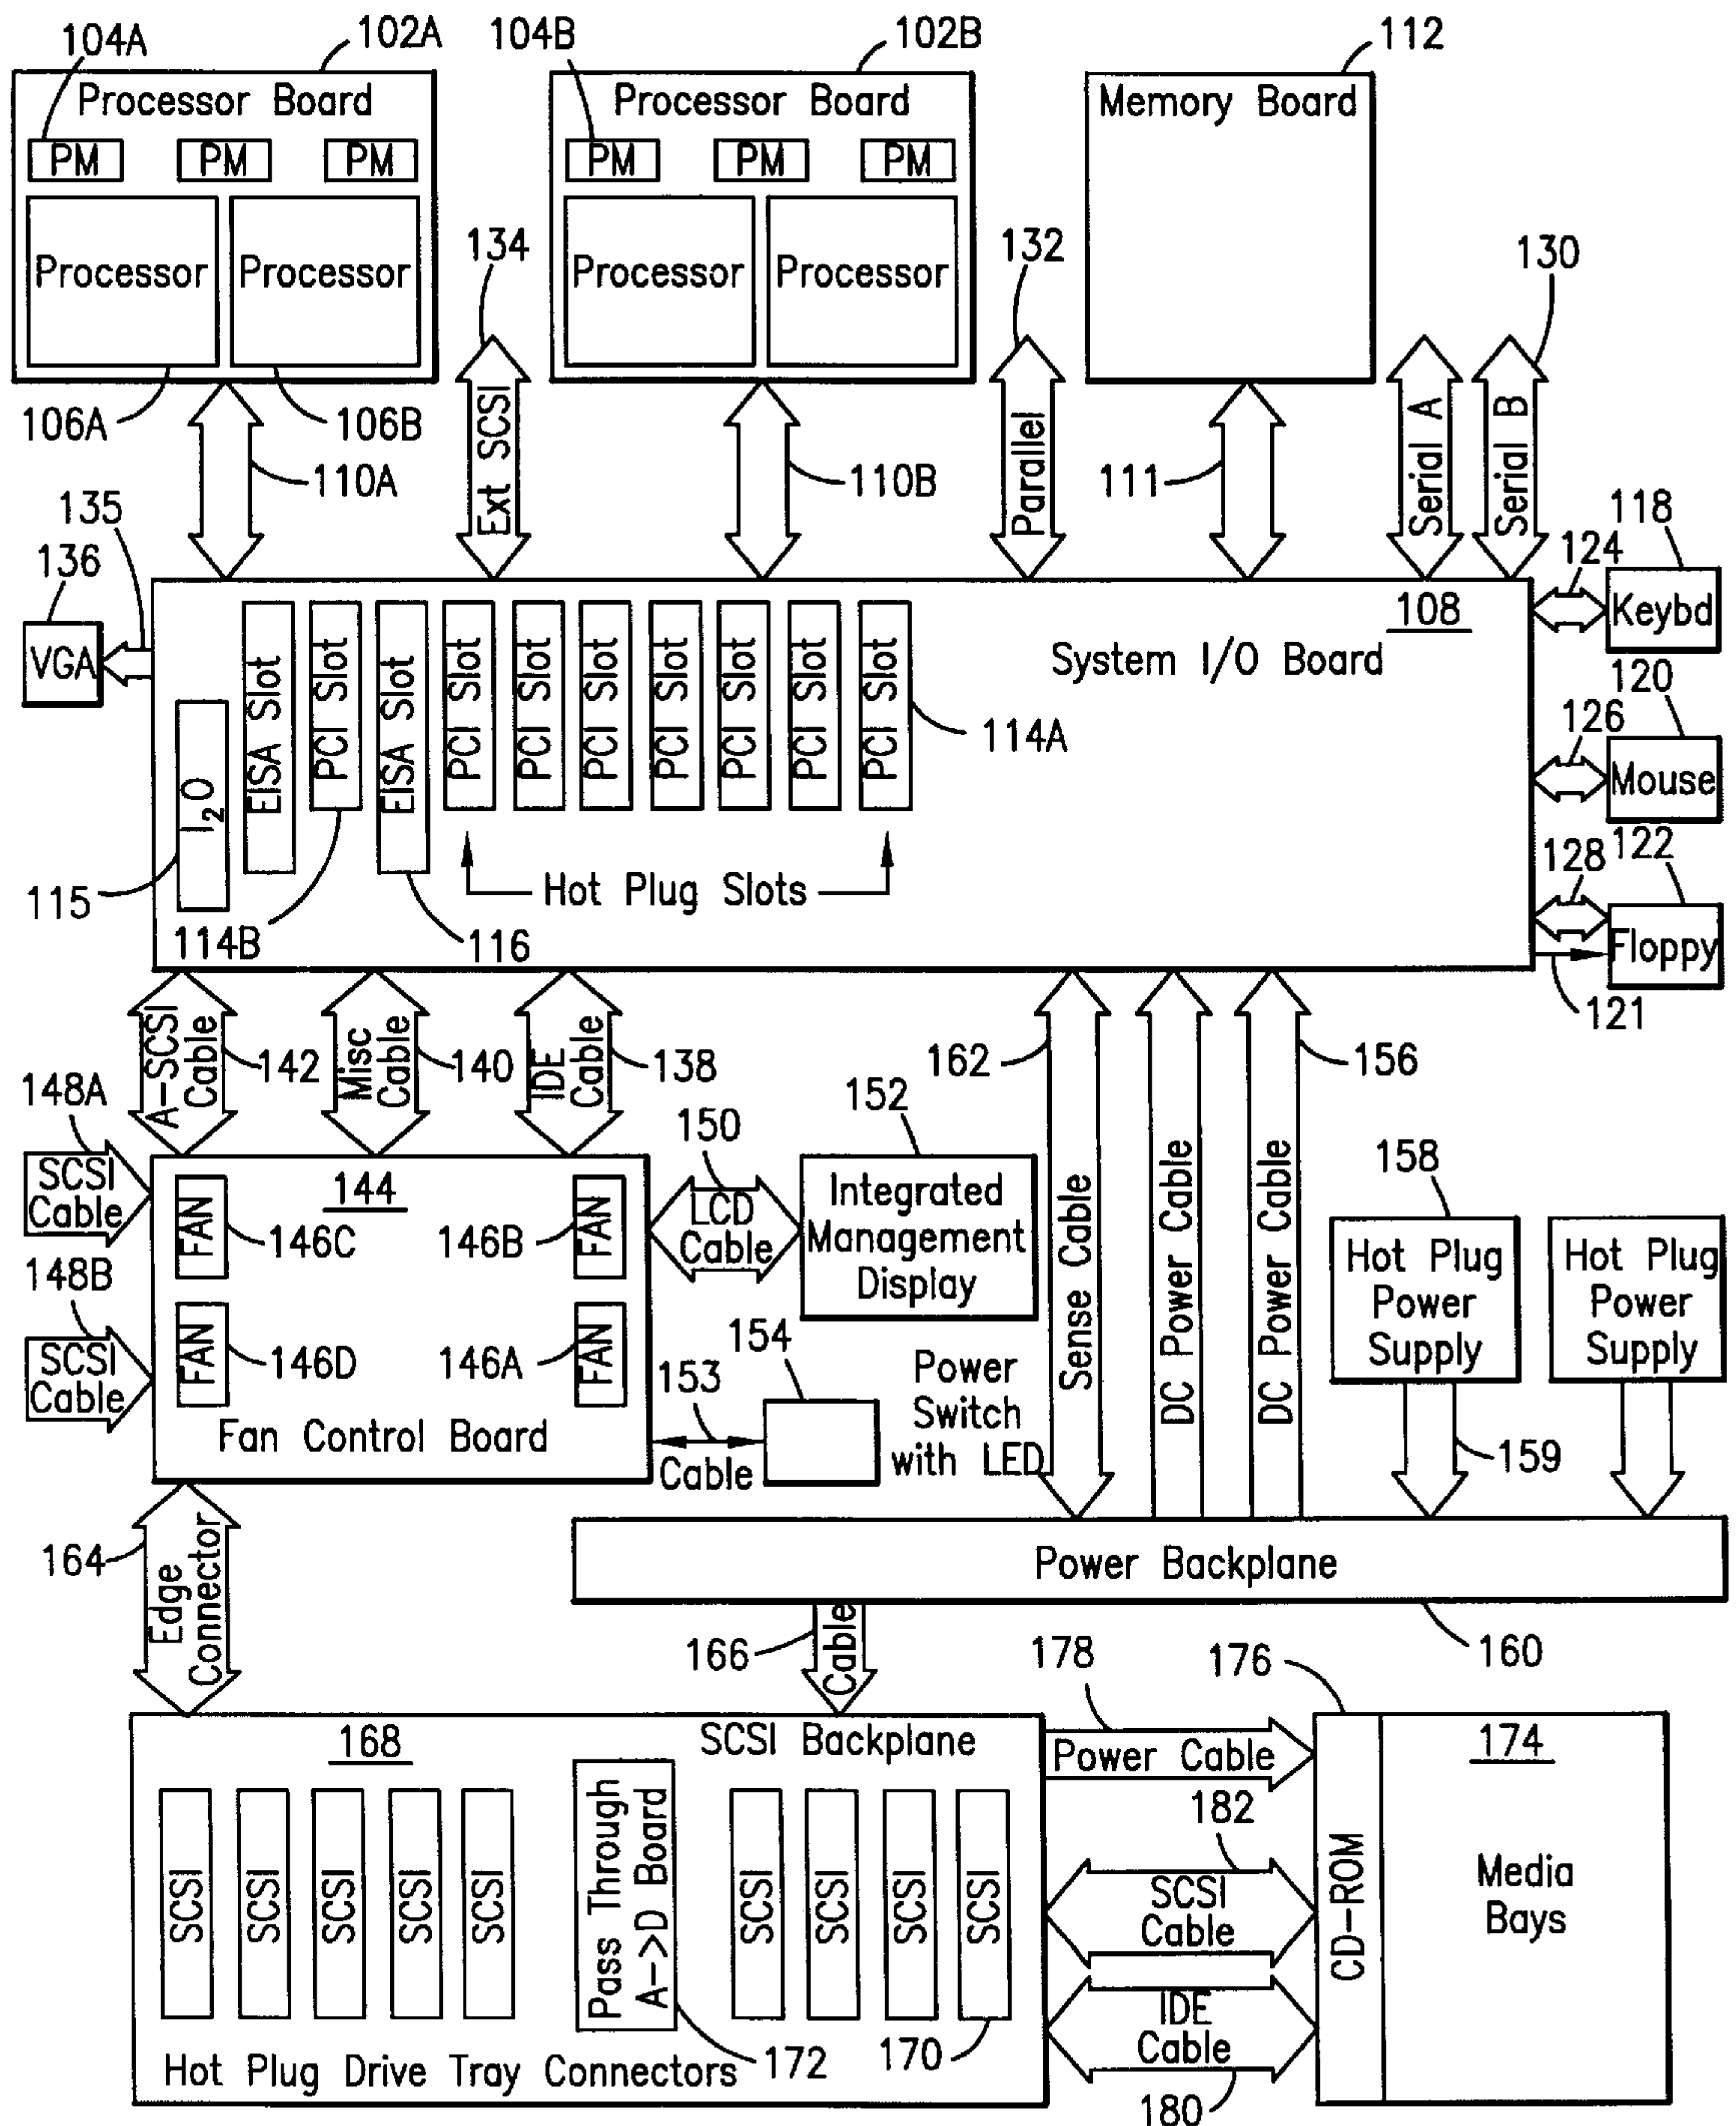 104A
102A
104B
102B
112
Processor Board
Processor Board
Memory Board
PM
PM
PM
PM
PM
PM
134
132
130
Processor
Processor
Processor
Processor
106A
106B
110A
Ext SCSI
110B
Parallel
111
Serial A
Serial B
135
136
VGA
118
124
Keybd
108
System I/O Board
120
126
Mouse
128
122
Floppy
121
I2O
EISA Slot
PCI Slot
EISA Slot
PCI Slot
PCI Slot
PCI Slot
PCI Slot
PCI Slot
PCI Slot
PCI Slot
114A
Hot Plug Slots
115
114B
116
A-SCSI
Cable
142
Misc
Cable
140
IDE
Cable
138
162
156
148A
SCSI
Cable
148B
SCSI
Cable
144
FAN
146C
146B
FAN
FAN
146D
146A
FAN
Fan Control Board
150
LCD
Cable
152
Integrated
Management
Display
153
Cable
154
Power
Switch
with LED
Sense Cable
DC Power Cable
DC Power Cable
158
Hot Plug
Power
Supply
Hot Plug
Power
Supply
159
164
Edge
Connector
Power Backplane
166
Cable
160
178
176
168
SCSI Backplane
Power Cable
174
SCSI
SCSI
SCSI
SCSI
SCSI
Pass Through
A->D Board
SCSI
SCSI
SCSI
SCSI
182
SCSI
Cable
CD-ROM
Media
Bays
IDE
Cable
Hot Plug Drive Tray Connectors
172
170
180